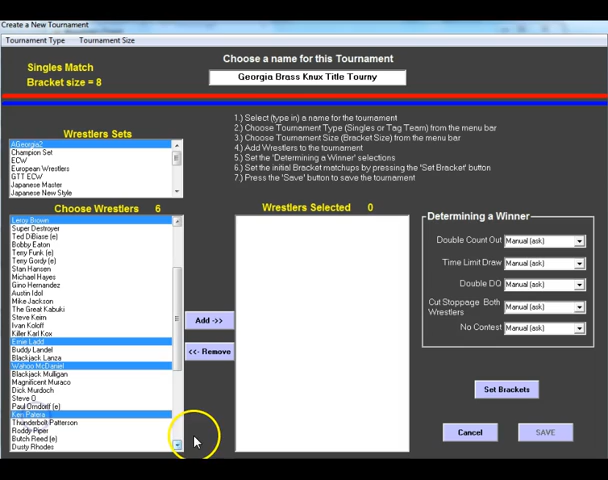 Create a New Tournament
Tournament Type    Tournament Size
Singles Match
Bracket size = 8
Choose a name for this Tournament
Georgia Brass Knux Title Tourny
1.) Select (type in) a name for the tournament
2.) Choose Tournament Type (Singles or Tag Team) from the menu bar
3.) Choose Tournament Size (Bracket Size) from the menu bar
4.) Add Wrestlers to the tournament
5.) Set the 'Determining a Winner' selections
6.) Set the initial Bracket matchups by pressing the 'Set Bracket' button
7.) Press the 'Save' button to save the tournament
Wrestlers Sets
AGeorgia2
Champion Set
ECW
European Wrestlers
GTT ECW
Japanese Master
Japanese New Style
Choose Wrestlers    6
Leroy Brown
Super Destroyer
Ted DiBiase (e)
Bobby Eaton
Terry Funk (e)
Terry Gordy (e)
Stan Hansen
Michael Hayes
Gino Hernandez
Austin Idol
Mike Jackson
The Great Kabuki
Steve Keirn
Ivan Koloff
Killer Karl Kox
Ernie Ladd
Buddy Landel
Blackjack Lanza
Wahoo McDaniel
Blackjack Mulligan
Magnificent Muraco
Dick Murdoch
Steve O
Paul Orndorff (e)
Ken Patera
Thunderbolt Patterson
Roddy Piper
Butch Reed (e)
Dusty Rhodes
Add ->>
<<- Remove
Wrestlers Selected    0
Determining a Winner
Double Count Out    Manual (ask)
Time Limit Draw    Manual (ask)
Double DQ    Manual (ask)
Cut Stoppage Both
Wrestlers    Manual (ask)
No Contest    Manual (ask)
Set Brackets
Cancel    SAVE